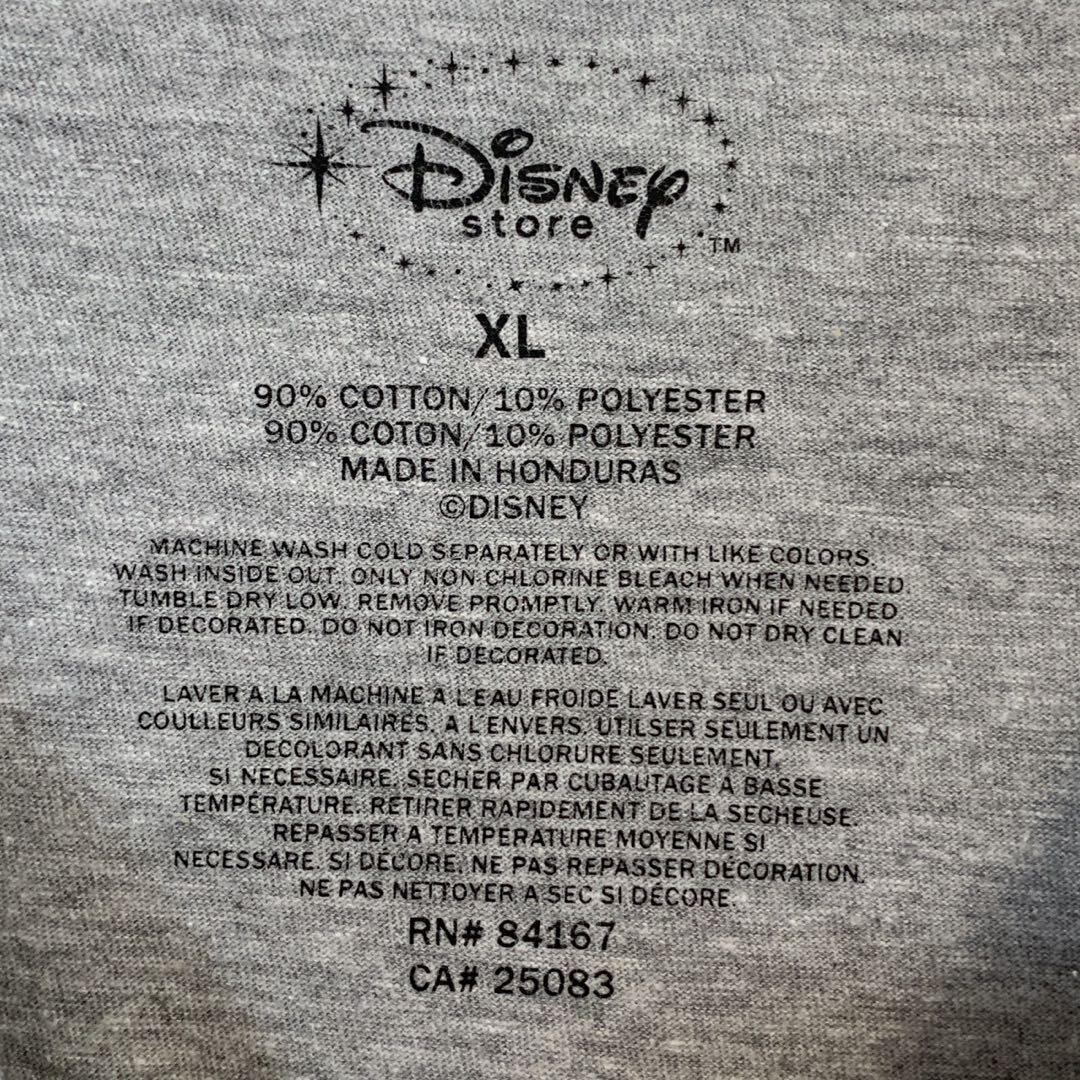 DISNEY
store
TM
XL
90% COTTON/10% POLYESTER
90% COTON/10% POLYESTER
MADE IN HONDURAS
©DISNEY
MACHINE WASH COLD SEPARATELY OR WITH LIKE COLORS.
WASH INSIDE OUT. ONLY NON CHLORINE BLEACH WHEN NEEDED.
TUMBLE DRY LOW. REMOVE PROMPTLY. WARM IRON IF NEEDED.
IF DECORATED. DO NOT IRON DECORATION. DO NOT DRY CLEAN
IF DECORATED.
LAVER A LA MACHINE A L'EAU FROIDE LAVER SEUL OU AVEC
COULLEURS SIMILAIRES. A L'ENVERS. UTILSER SEULEMENT UN
DECOLORANT SANS CHLORURE SEULEMENT.
SI NECESSAIRE. SECHER PAR CUBAUTAGE A BASSE
TEMPÉRATURE. RETIRER RAPIDEMENT DE LA SECHEUSE.
REPASSER A TEMPÉRATURE MOYENNE SI
NECESSARE. SI DÉCORE. NE PAS REPASSER DÉCORATION.
NE PAS NETTOYER A SEC SI DÉCORE.
RN# 84167
CA# 25083